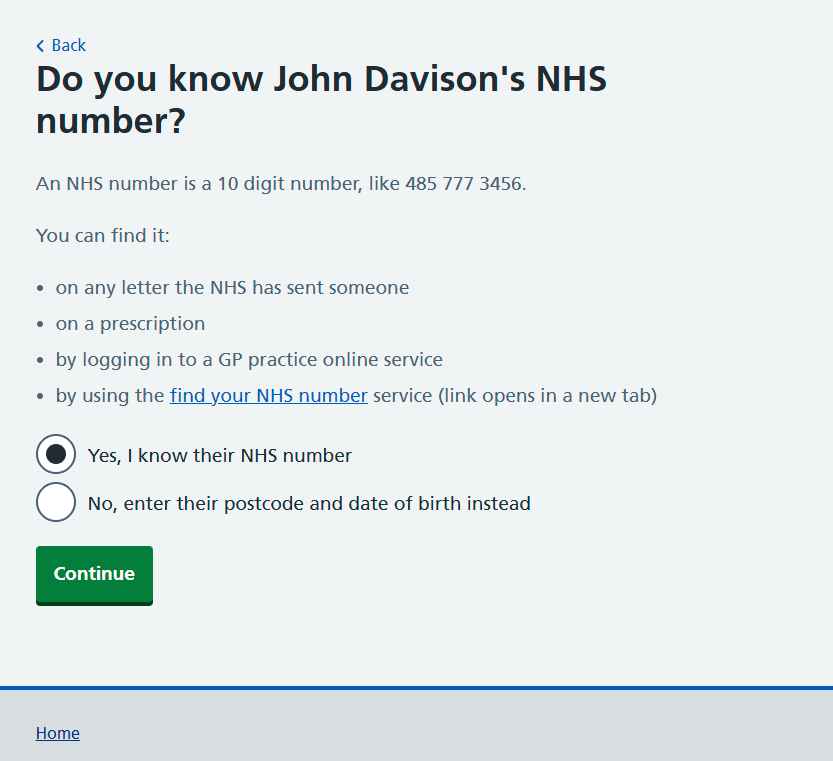 Back
Do you know John Davison's NHS
number?
An NHS number is a 10 digit number, like 485 777 3456.
You can find it:
• on any letter the NHS has sent someone
• on a prescription
• by logging in to a GP practice online service
• by using the find your NHS number service (link opens in a new tab)
Yes, I know their NHS number
No, enter their postcode and date of birth instead
Continue
Home